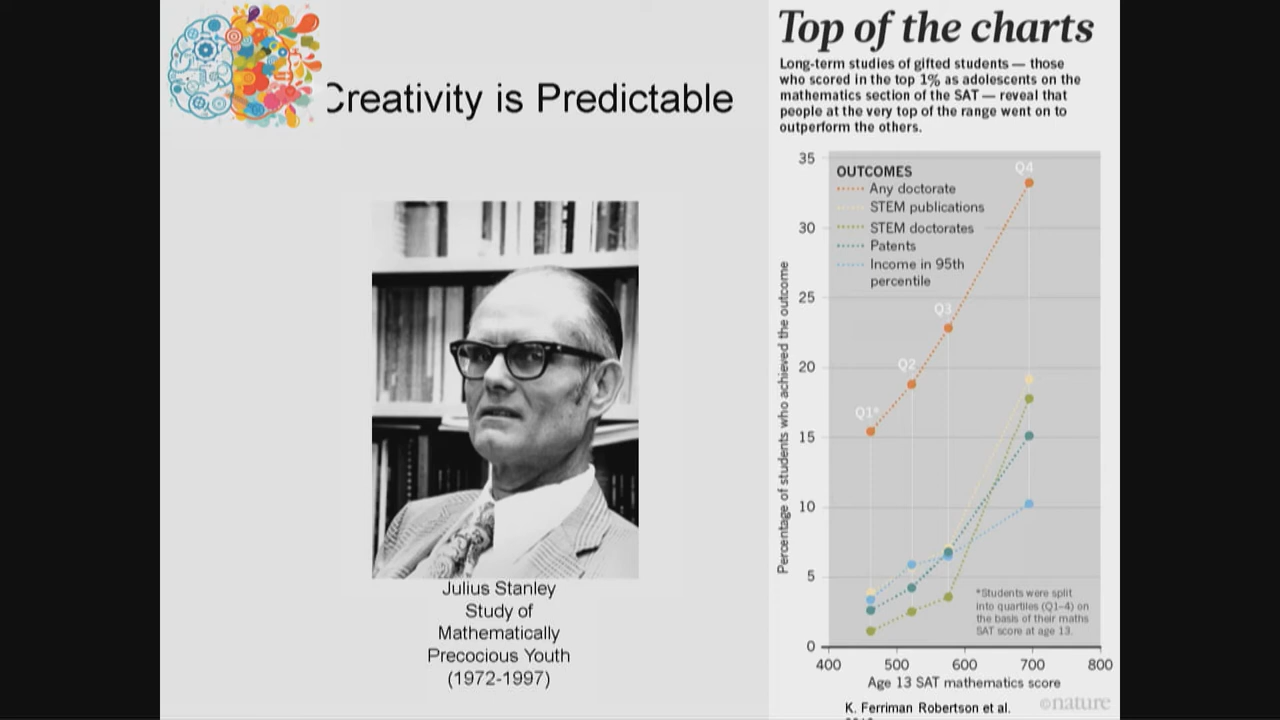 Creativity is Predictable
Julius Stanley
Study of
Mathematically
Precocious Youth
(1972-1997)
Top of the charts
Long-term studies of gifted students — those
who scored in the top 1% as adolescents on the
mathematics section of the SAT — reveal that
people at the very top of the range went on to
outperform the others.
OUTCOMES
Any doctorate
STEM publications
STEM doctorates
Patents
Income in 95th
percentile
Percentage of students who achieved the outcome
35
30
25
20
15
10
5
0
Q1*
Q2
Q3
Q4
*Students were split
into quartiles (Q1–4) on
the basis of their maths
SAT score at age 13.
400 500 600 700 800
Age 13 SAT mathematics score
K. Ferriman Robertson et al.
©nature